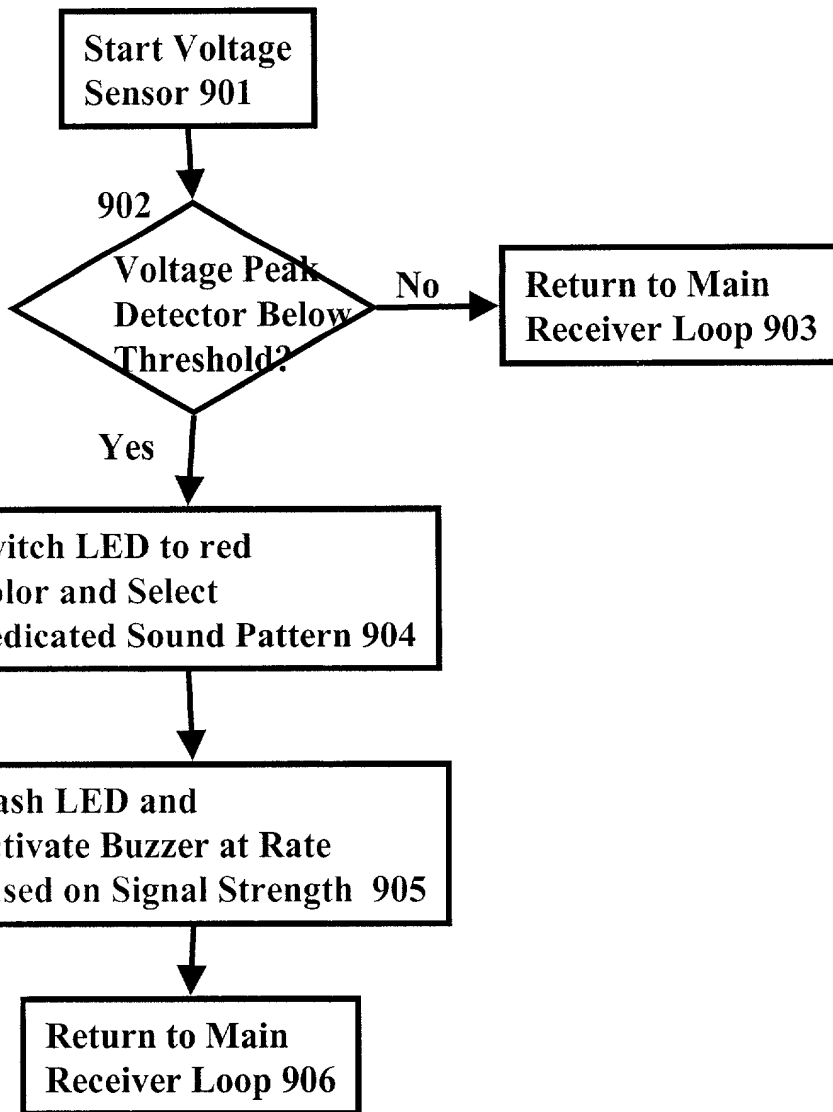 Start Voltage
Sensor 901
902
Voltage Peak
Detector Below
Threshold?
No
Return to Main
Receiver Loop 903
Yes
vitch LED to red
olor and Select
edicated Sound Pattern 904
ash LED and
ctivate Buzzer at Rate
sed on Signal Strength 905
Return to Main
Receiver Loop 906